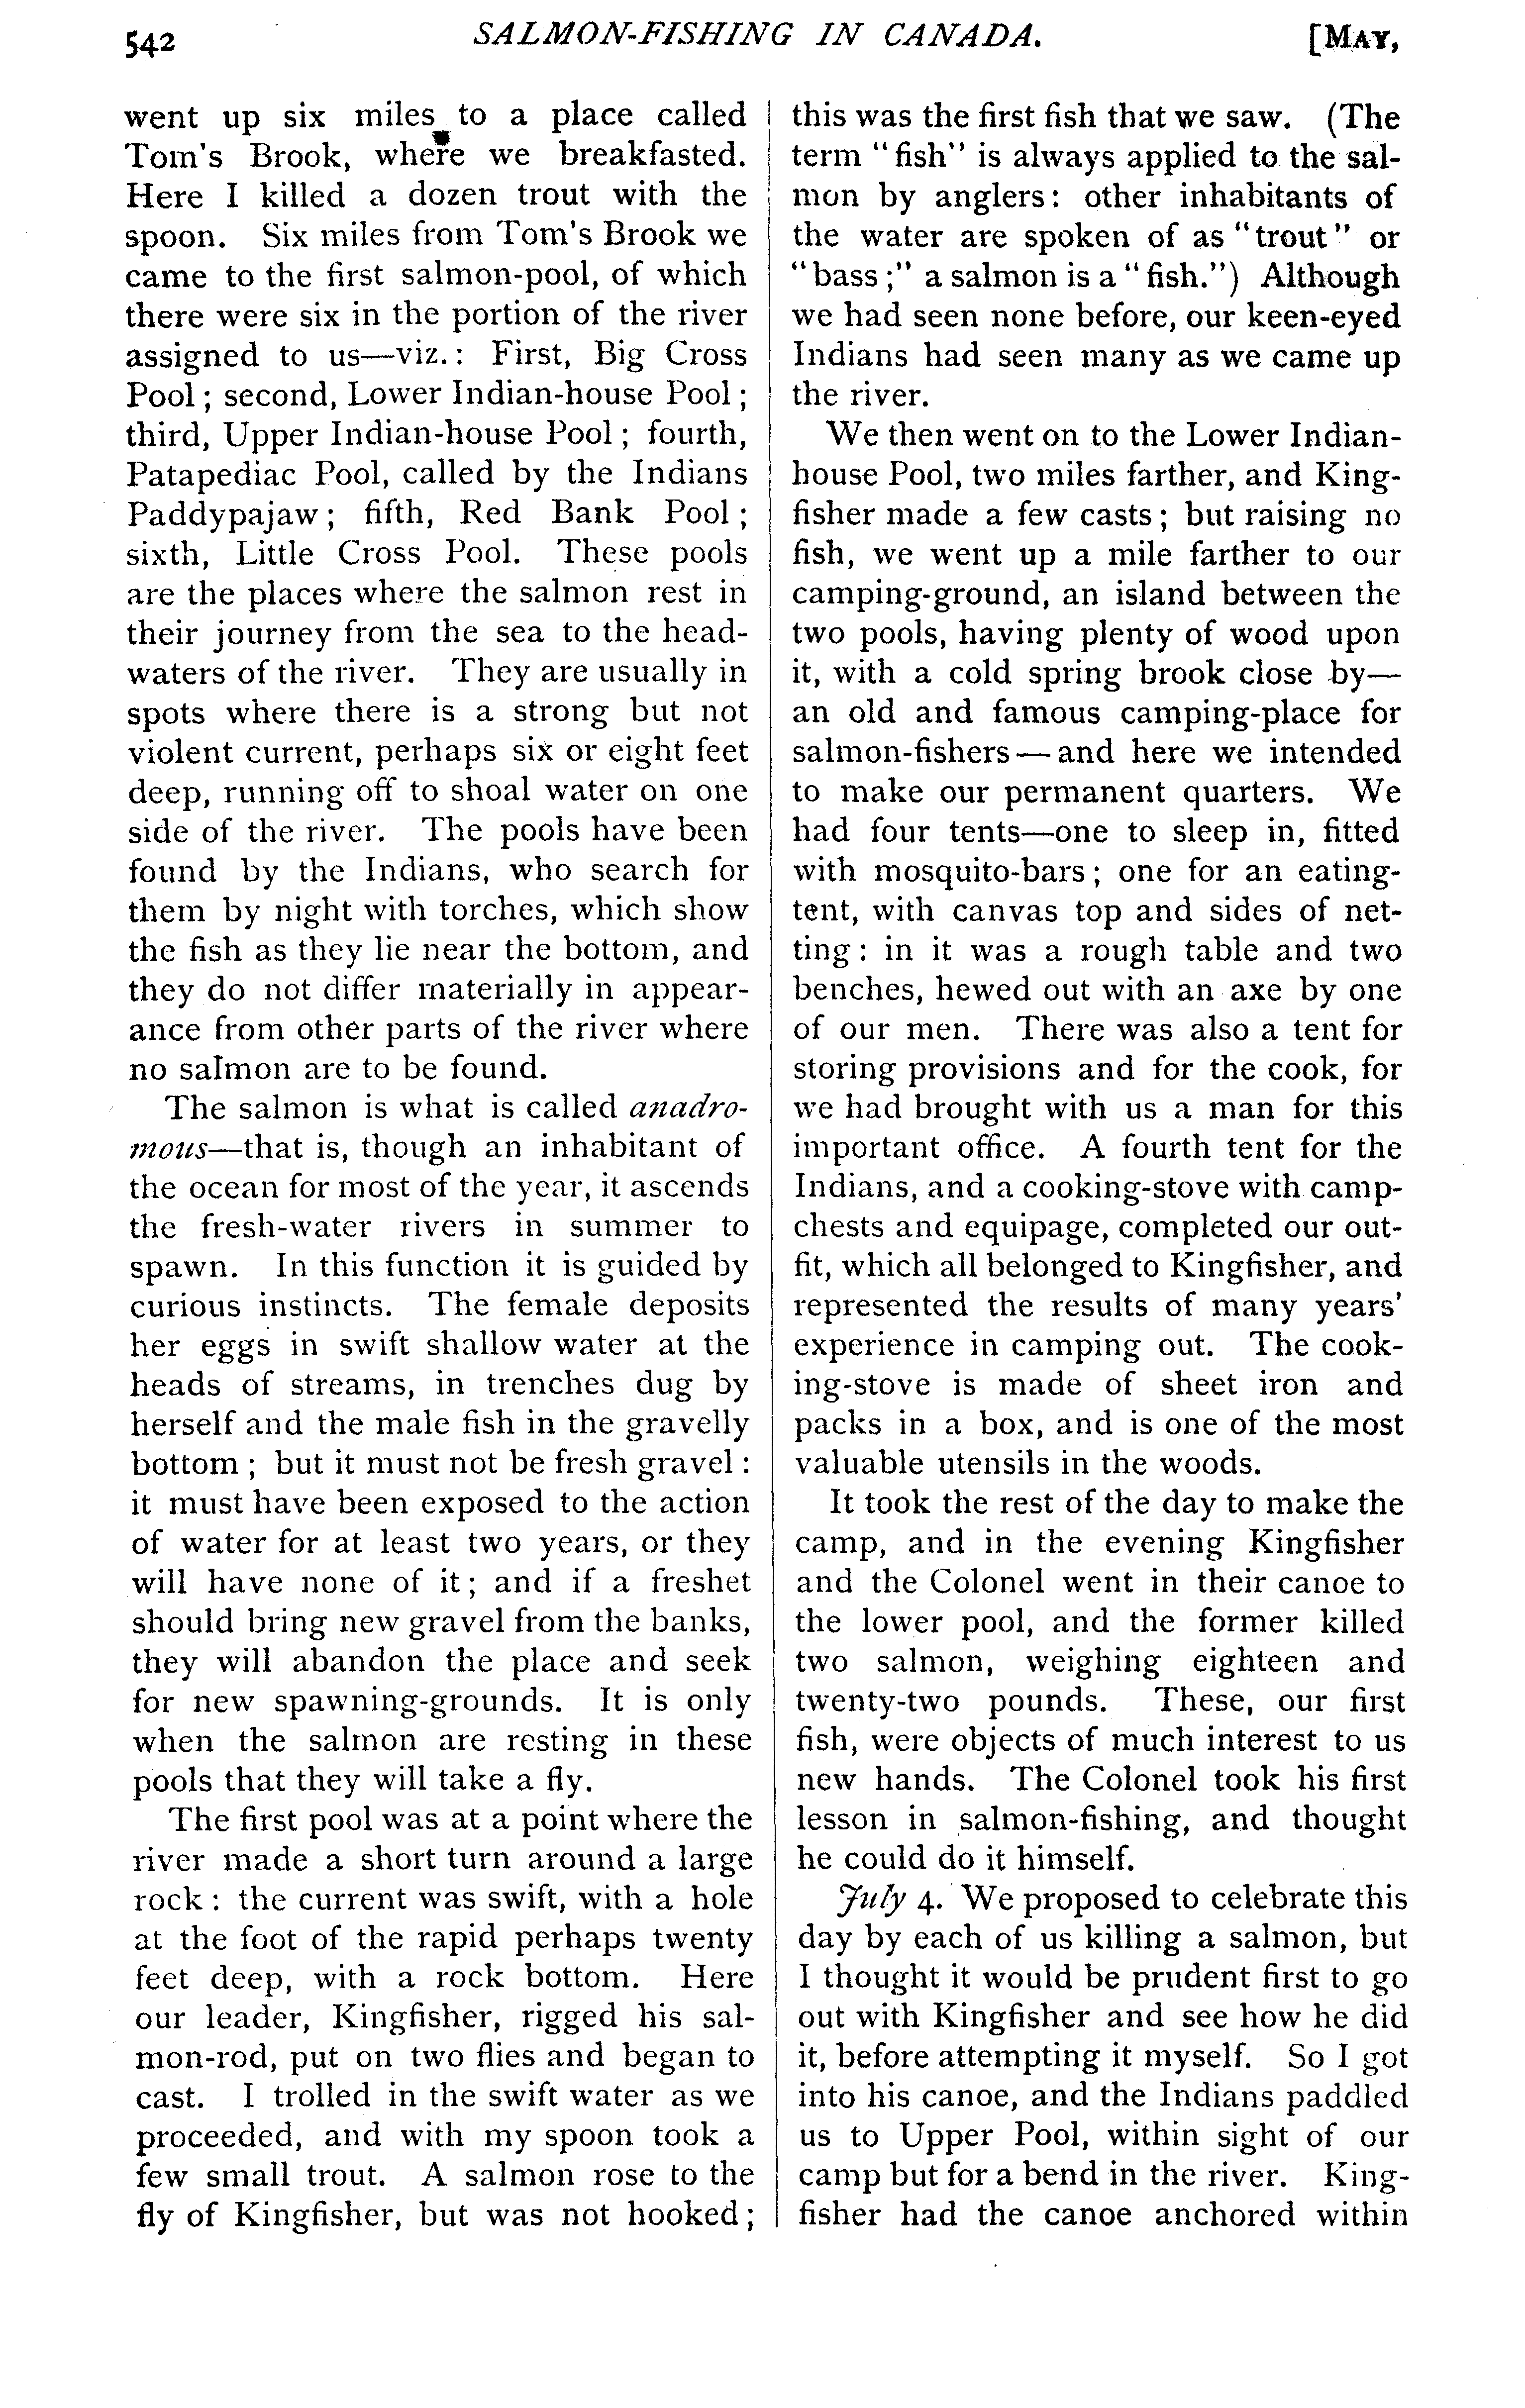 542 SALMON-FISHING IN CANADA. [MAY,
went up six miles to a place called
Tom's Brook, where we breakfasted.
Here I killed a dozen trout with the
spoon. Six miles from Tom's Brook we
came to the first salmon-pool, of which
there were six in the portion of the river
assigned to us—viz.: First, Big Cross
Pool; second, Lower Indian-house Pool;
third, Upper Indian-house Pool; fourth,
Patapediac Pool, called by the Indians
Paddypajaw; fifth, Red Bank Pool;
sixth, Little Cross Pool. These pools
are the places where the salmon rest in
their journey from the sea to the head-
waters of the river. They are usually in
spots where there is a strong but not
violent current, perhaps six or eight feet
deep, running off to shoal water on one
side of the river. The pools have been
found by the Indians, who search for
them by night with torches, which show
the fish as they lie near the bottom, and
they do not differ materially in appear-
ance from other parts of the river where
no salmon are to be found.
The salmon is what is called anadro-
mous—that is, though an inhabitant of
the ocean for most of the year, it ascends
the fresh-water rivers in summer to
spawn. In this function it is guided by
curious instincts. The female deposits
her eggs in swift shallow water at the
heads of streams, in trenches dug by
herself and the male fish in the gravelly
bottom; but it must not be fresh gravel:
it must have been exposed to the action
of water for at least two years, or they
will have none of it; and if a freshet
should bring new gravel from the banks,
they will abandon the place and seek
for new spawning-grounds. It is only
when the salmon are resting in these
pools that they will take a fly.
The first pool was at a point where the
river made a short turn around a large
rock: the current was swift, with a hole
at the foot of the rapid perhaps twenty
feet deep, with a rock bottom. Here
our leader, Kingfisher, rigged his sal-
mon-rod, put on two flies and began to
cast. I trolled in the swift water as we
proceeded, and with my spoon took a
few small trout. A salmon rose to the
fly of Kingfisher, but was not hooked;
this was the first fish that we saw. (The
term "fish" is always applied to the sal-
mon by anglers: other inhabitants of
the water are spoken of as "trout" or
"bass;" a salmon is a "fish.") Although
we had seen none before, our keen-eyed
Indians had seen many as we came up
the river.
We then went on to the Lower Indian-
house Pool, two miles farther, and King-
fisher made a few casts; but raising no
fish, we went up a mile farther to our
camping-ground, an island between the
two pools, having plenty of wood upon
it, with a cold spring brook close by—
an old and famous camping-place for
salmon-fishers—and here we intended
to make our permanent quarters. We
had four tents—one to sleep in, fitted
with mosquito-bars; one for an eating-
tent, with canvas top and sides of net-
ting: in it was a rough table and two
benches, hewed out with an axe by one
of our men. There was also a tent for
storing provisions and for the cook, for
we had brought with us a man for this
important office. A fourth tent for the
Indians, and a cooking-stove with camp-
chests and equipage, completed our out-
fit, which all belonged to Kingfisher, and
represented the results of many years'
experience in camping out. The cook-
ing-stove is made of sheet iron and
packs in a box, and is one of the most
valuable utensils in the woods.
It took the rest of the day to make the
camp, and in the evening Kingfisher
and the Colonel went in their canoe to
the lower pool, and the former killed
two salmon, weighing eighteen and
twenty-two pounds. These, our first
fish, were objects of much interest to us
new hands. The Colonel took his first
lesson in salmon-fishing, and thought
he could do it himself.
July 4. We proposed to celebrate this
day by each of us killing a salmon, but
I thought it would be prudent first to go
out with Kingfisher and see how he did
it, before attempting it myself. So I got
into his canoe, and the Indians paddled
us to Upper Pool, within sight of our
camp but for a bend in the river. King-
fisher had the canoe anchored within